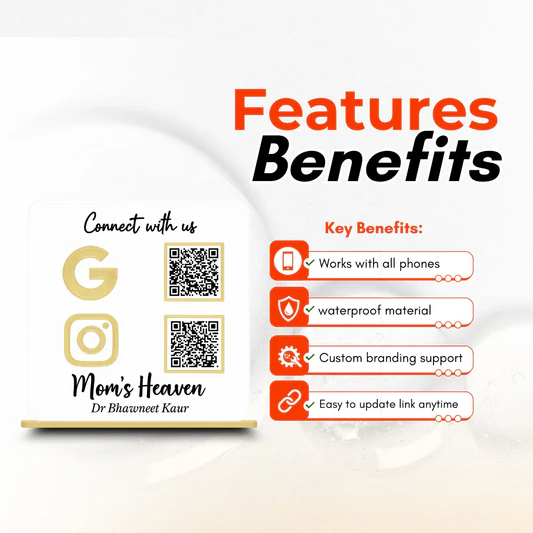 Features
Benefits
Connect with us
G
Mom's Heaven
Dr Bhawneet Kaur
Key Benefits:
Works with all phones
waterproof material
Custom branding support
Easy to update link anytime